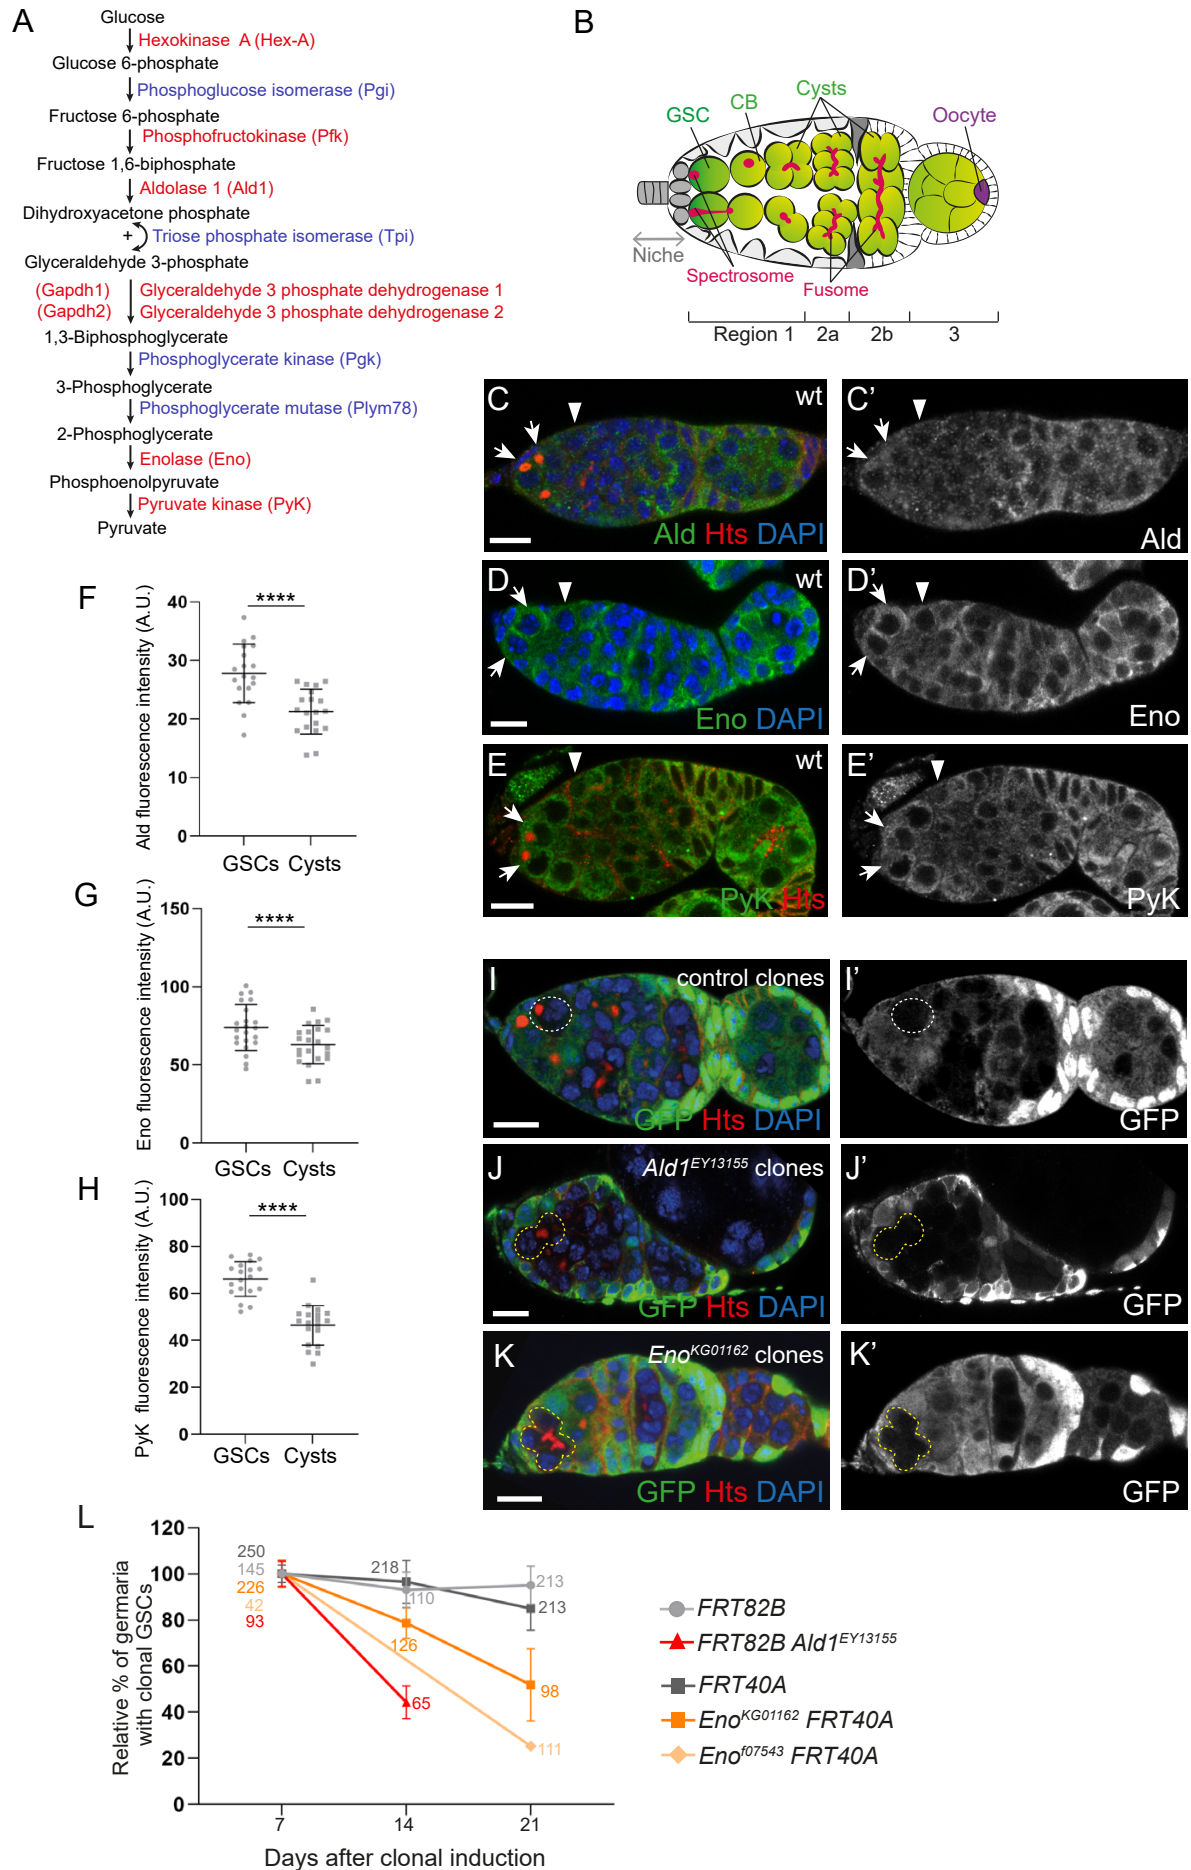 A
Glucose
Hexokinase A (Hex-A)
Glucose 6-phosphate
Phosphoglucose isomerase (Pgi)
Fructose 6-phosphate
Phosphofructokinase (Pfk)
Fructose 1,6-biphosphate
Aldolase 1 (Ald1)
Dihydroxyacetone phosphate
+ Triose phosphate isomerase (Tpi)
Glyceraldehyde 3-phosphate
(Gapdh1) Glyceraldehyde 3 phosphate dehydrogenase 1
(Gapdh2) Glyceraldehyde 3 phosphate dehydrogenase 2
1,3-Biphosphoglycerate
Phosphoglycerate kinase (Pgk)
3-Phosphoglycerate
Phosphoglycerate mutase (Plym78)
2-Phosphoglycerate
Enolase (Eno)
Phosphoenolpyruvate
Pyruvate kinase (PyK)
Pyruvate
B
GSC
CB
Cysts
Oocyte
Niche
Spectrosome
Fusome
Region 1 2a 2b 3
C wt
Ald Hts DAPI
C'
Ald
D wt
Eno DAPI
D'
Eno
E wt
PyK Hts
E'
PyK
F
Ald fluorescence intensity (A.U.)
40
30
20
10
0
****
GSCs Cysts
G
Eno fluorescence intensity (A.U.)
150
100
50
0
****
GSCs Cysts
H
PyK fluorescence intensity (A.U.)
100
80
60
40
20
0
****
GSCs Cysts
I control clones
GFP Hts DAPI
I'
GFP
J Ald1EY13155 clones
GFP Hts DAPI
J'
GFP
K EnoKG01162 clones
GFP Hts DAPI
K'
GFP
L
Relative % of germaria
with clonal GSCs
120
100
80
60
40
20
0
250
145
226
42
93
218
110
126
65
213
213
98
111
7 14 21
Days after clonal induction
FRT82B
FRT82B Ald1EY13155
FRT40A
EnoKG01162 FRT40A
Enof07543 FRT40A